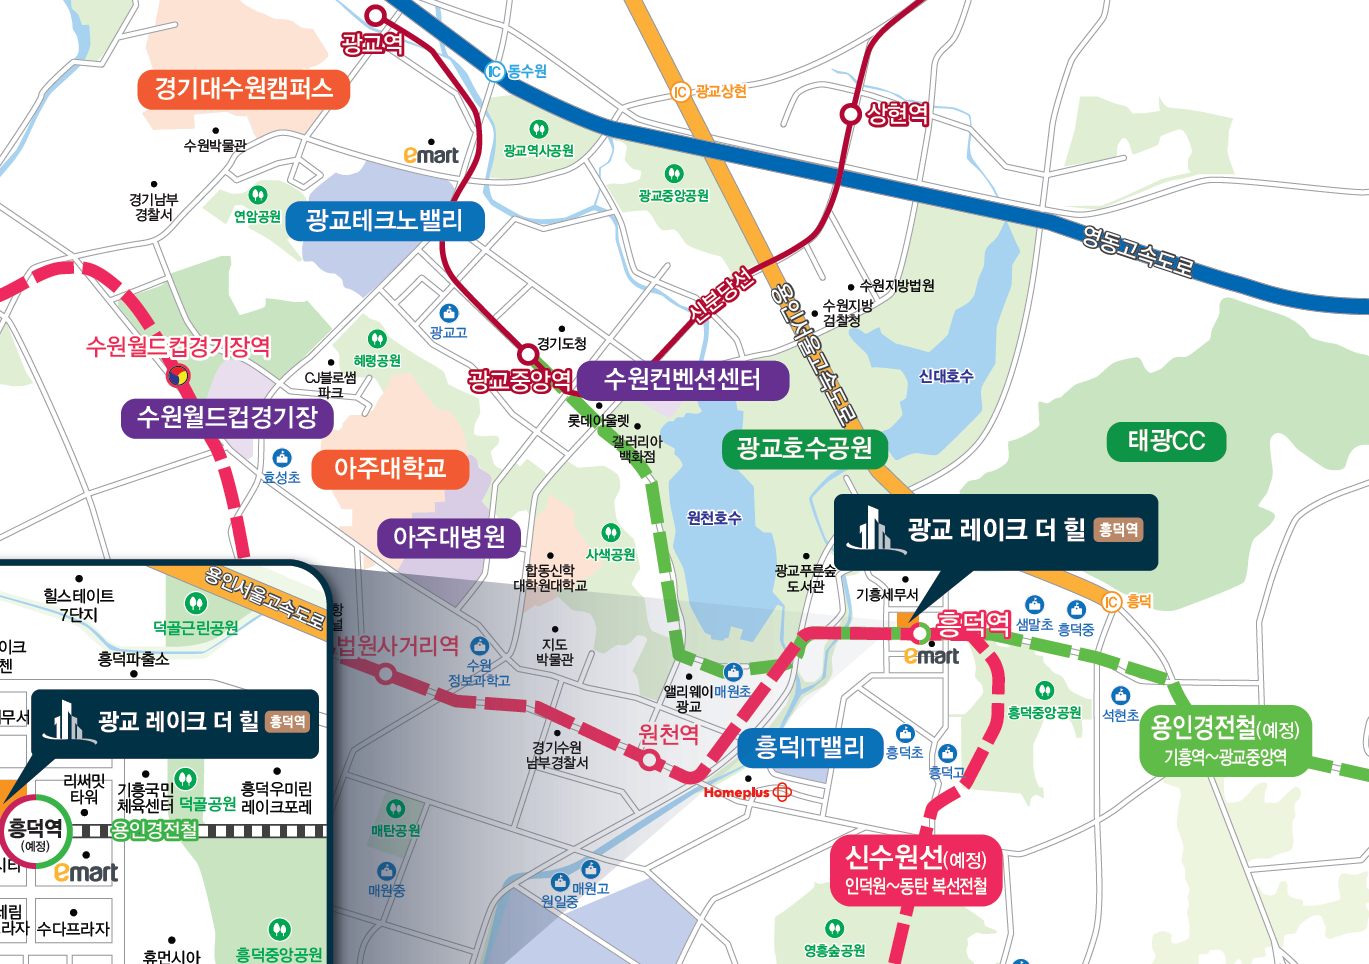 광교역
경기대수원캠퍼스
IC 동수원
IC 광교상현
상현역
수원박물관
emart
광교역사공원
광교중앙공원
경기남부
경찰서
연암공원
광교테크노밸리
영동고속도로
신분당선
용인서울고속도로
수원지방법원
수원지방
검찰청
광교고
경기도청
혜령공원
수원월드컵경기장역
CJ블로썸
파크
광교중앙역
수원컨벤션센터
신대호수
수원월드컵경기장
롯데아울렛
갤러리아
백화점
광교호수공원
태광CC
효성초
아주대학교
원천호수
아주대병원
사색공원
광교 레이크 더 힐 흥덕역
합동신학
대학원대학교
광교푸른숲
도서관
기흥세무서
IC 흥덕
샘말초
흥덕중
흥덕역
emart
용인서울고속도로
힐스테이트
7단지
덕골근린공원
흥덕파출소
법원사거리역
수원
정보과학고
지도
박물관
앨리웨이
광교
매원초
흥덕중앙공원
석현초
광교 레이크 더 힐 흥덕역
원천역
경기수원
남부경찰서
흥덕IT밸리
흥덕초
흥덕고
용인경전철(예정)
기흥역~광교중앙역
Homeplus
리써밋
타워
기흥국민
체육센터
덕골공원
흥덕우미린
레이크포레
흥덕역
(예정)
용인경전철
emart
매탄공원
매원중
매원고
원일중
신수원선(예정)
인덕원~동탄 복선전철
수다프라자
휴먼시아
흥덕중앙공원
영흥숲공원